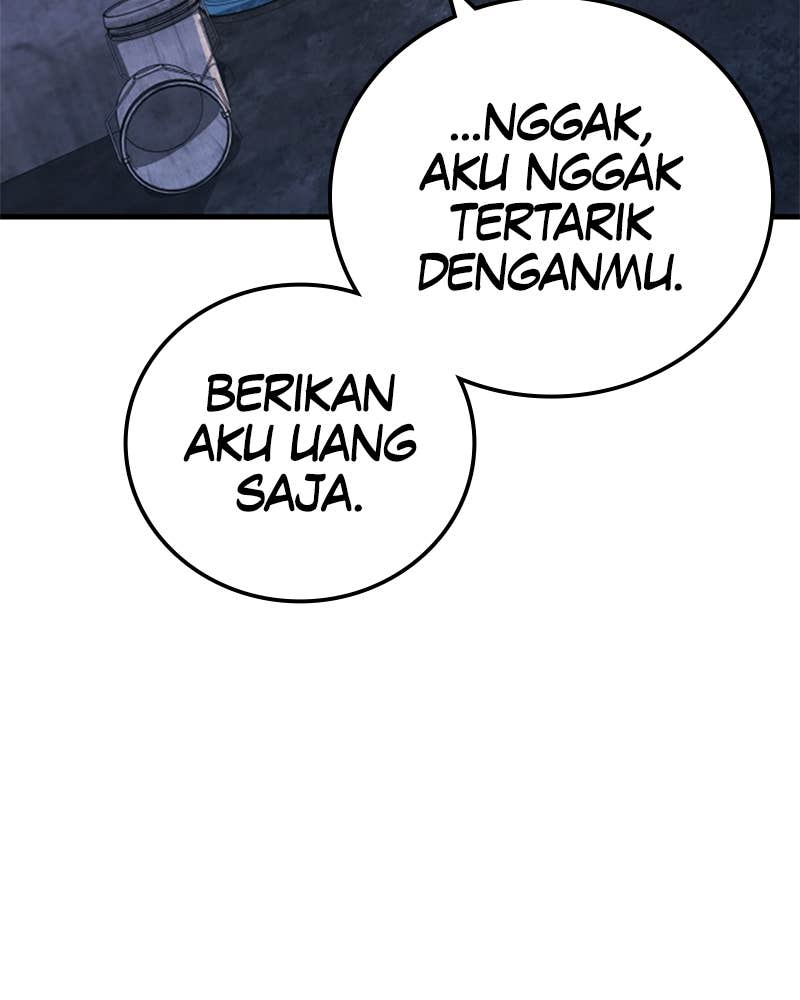 ...NGGAK,
AKU NGGAK
TERTARIK
DENGANMU.
BERIKAN
AKU UANG
SAJA.